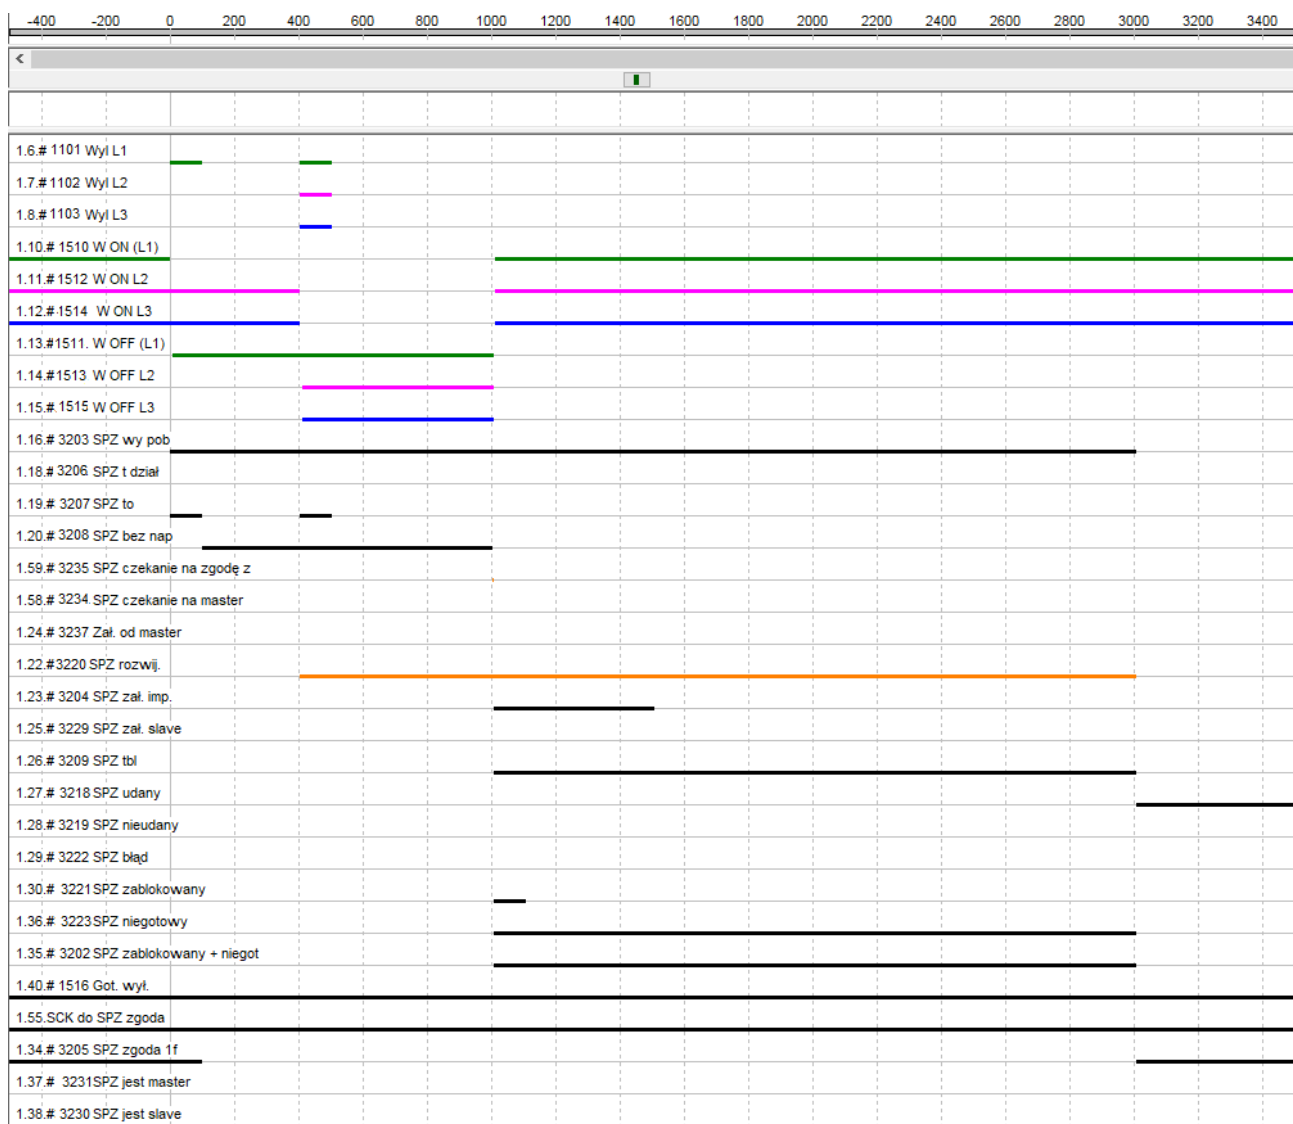 -400 -200 0 200 400 600 800 1000 1200 1400 1600 1800 2000 2200 2400 2600 2800 3000 3200 3400
1.6.# 1101 Wyl L1
1.7.# 1102 Wyl L2
1.8.# 1103 Wyl L3
1.10.# 1510 W ON (L1)
1.11.# 1512 W ON L2
1.12.#.1514 W ON L3
1.13.#1511. W OFF (L1)
1.14.#1513 W OFF L2
1.15.#.1515 W OFF L3
1.16.# 3203 SPZ wy pob
1.18.# 3206. SPZ t dział
1.19.# 3207 SPZ to
1.20.# 3208 SPZ bez nap
1.59.# 3235 SPZ czekanie na zgodę z
1.58.# 3234. SPZ czekanie na master
1.24.# 3237 Zał. od master
1.22.#3220 SPZ rozwij.
1.23.# 3204 SPZ zał. imp.
1.25.# 3229 SPZ zał. slave
1.26.# 3209 SPZ tbl
1.27.# 3218 SPZ udany
1.28.# 3219 SPZ nieudany
1.29.# 3222 SPZ błąd
1.30.# 3221 SPZ zablokowany
1.36.# 3223 SPZ niegotowy
1.35.# 3202 SPZ zablokowany + niegot
1.40.# 1516 Got. wył.
1.55.SCK do SPZ zgoda
1.34.# 3205 SPZ zgoda 1f
1.37.# 3231 SPZ jest master
1.38.# 3230 SPZ jest slave